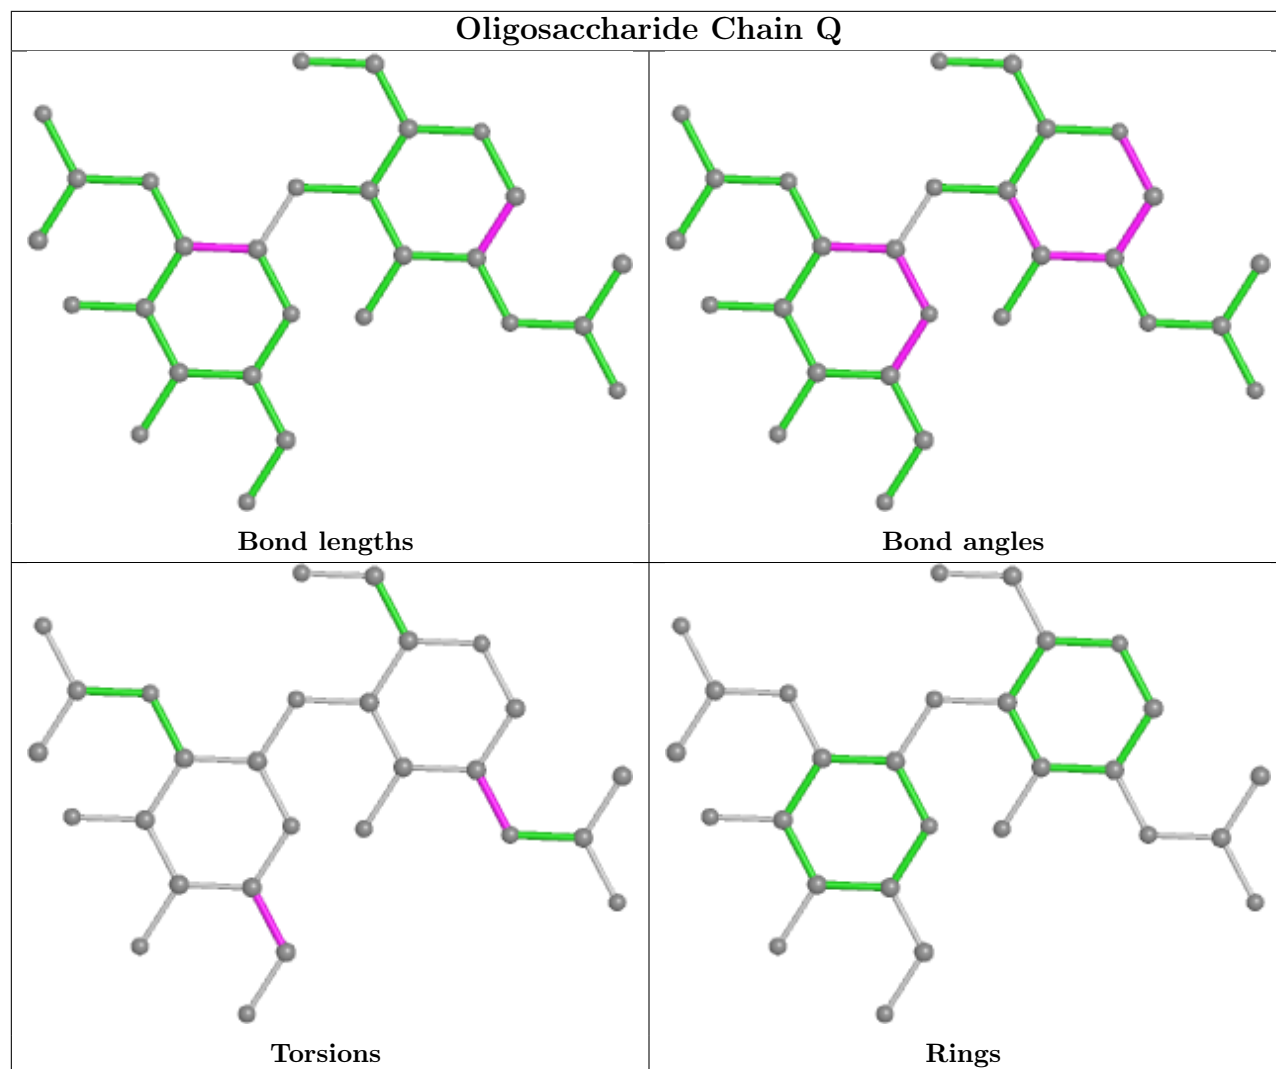 Oligosaccharide Chain Q
Bond lengths
Bond angles
Torsions
Rings